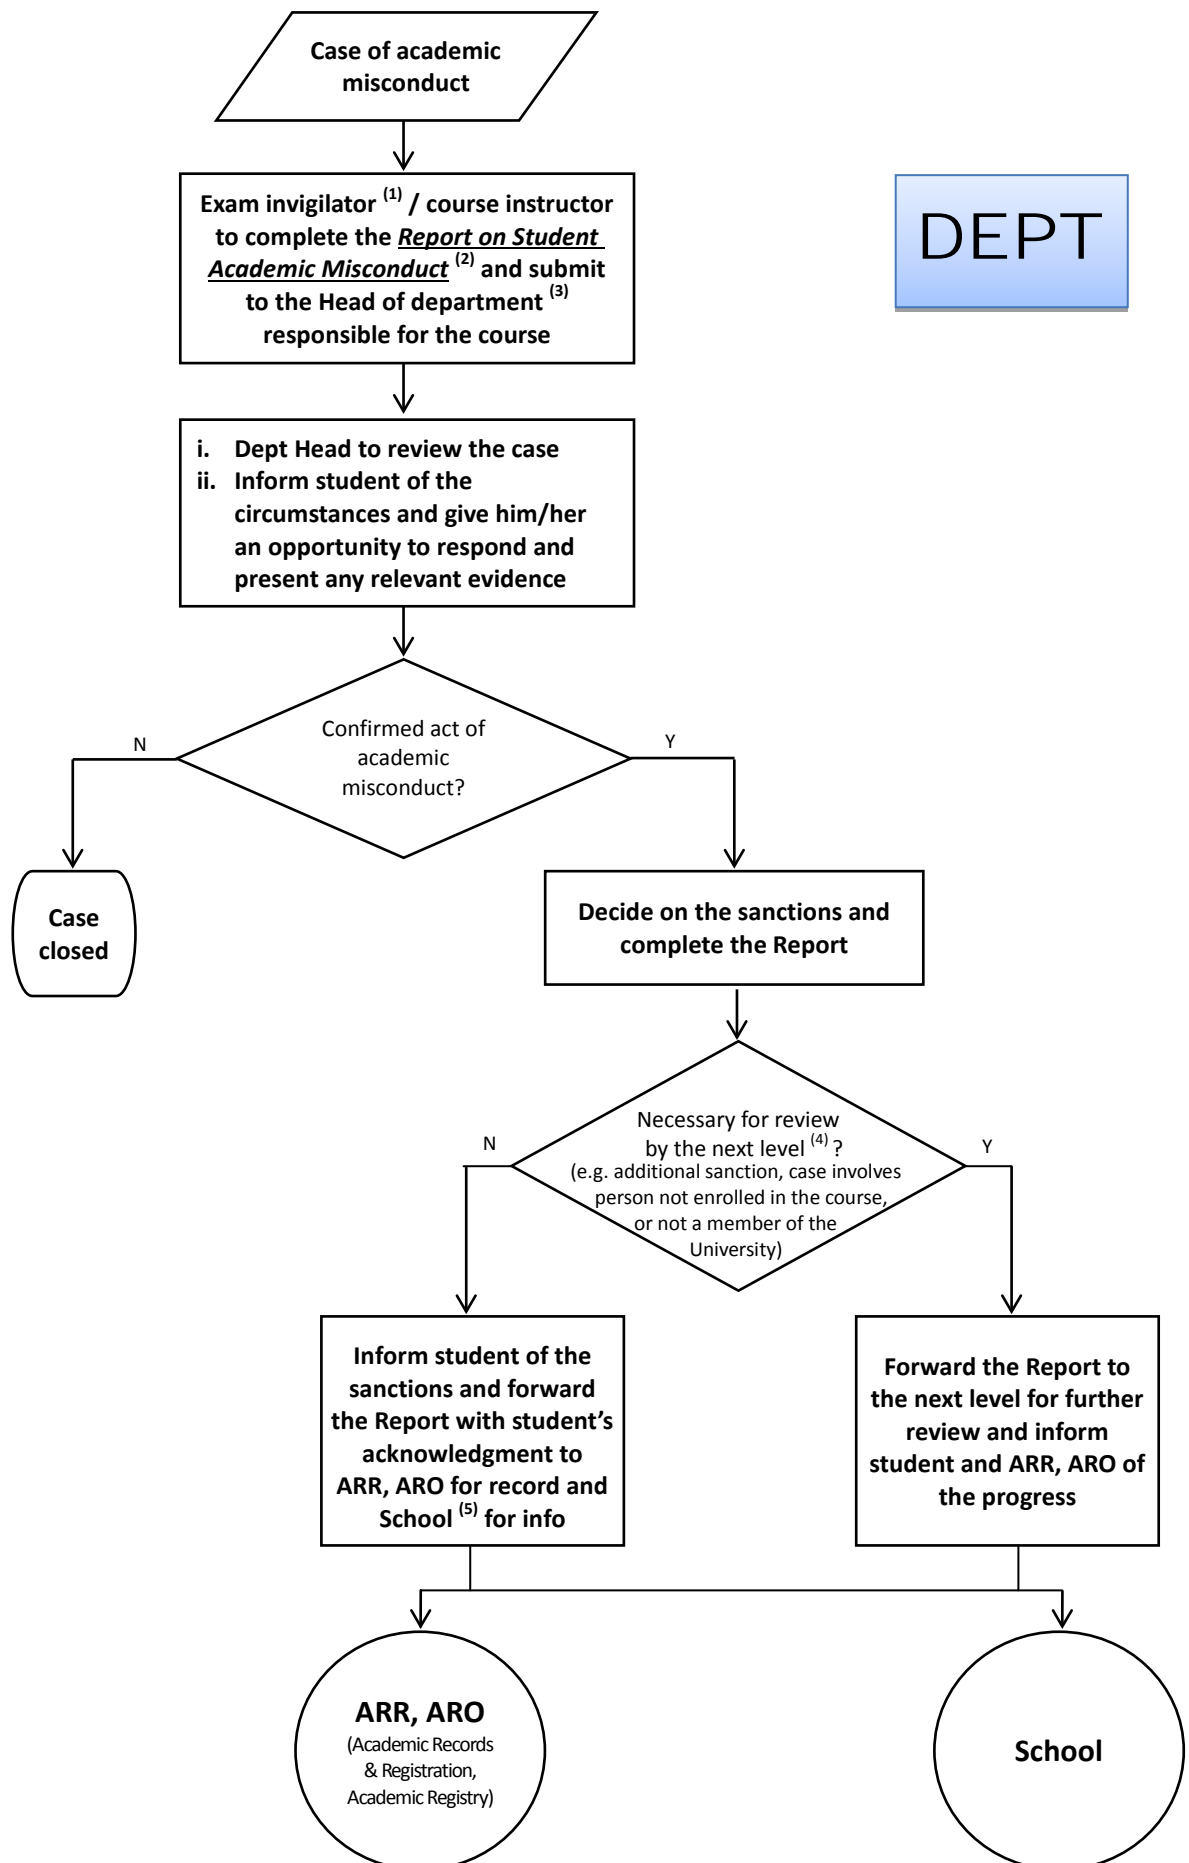 Case of academic
misconduct
Exam invigilator (1) / course instructor
to complete the Report on Student
Academic Misconduct (2) and submit
to the Head of department (3)
responsible for the course
DEPT
i. Dept Head to review the case
ii. Inform student of the
circumstances and give him/her
an opportunity to respond and
present any relevant evidence
Confirmed act of
academic
misconduct?
N
Y
Case
closed
Decide on the sanctions and
complete the Report
Necessary for review
by the next level (4) ?
(e.g. additional sanction, case involves
person not enrolled in the course,
or not a member of the
University)
N
Y
Inform student of the
sanctions and forward
the Report with student’s
acknowledgment to
ARR, ARO for record and
School (5) for info
Forward the Report to
the next level for further
review and inform
student and ARR, ARO of
the progress
ARR, ARO
(Academic Records
& Registration,
Academic Registry)
School